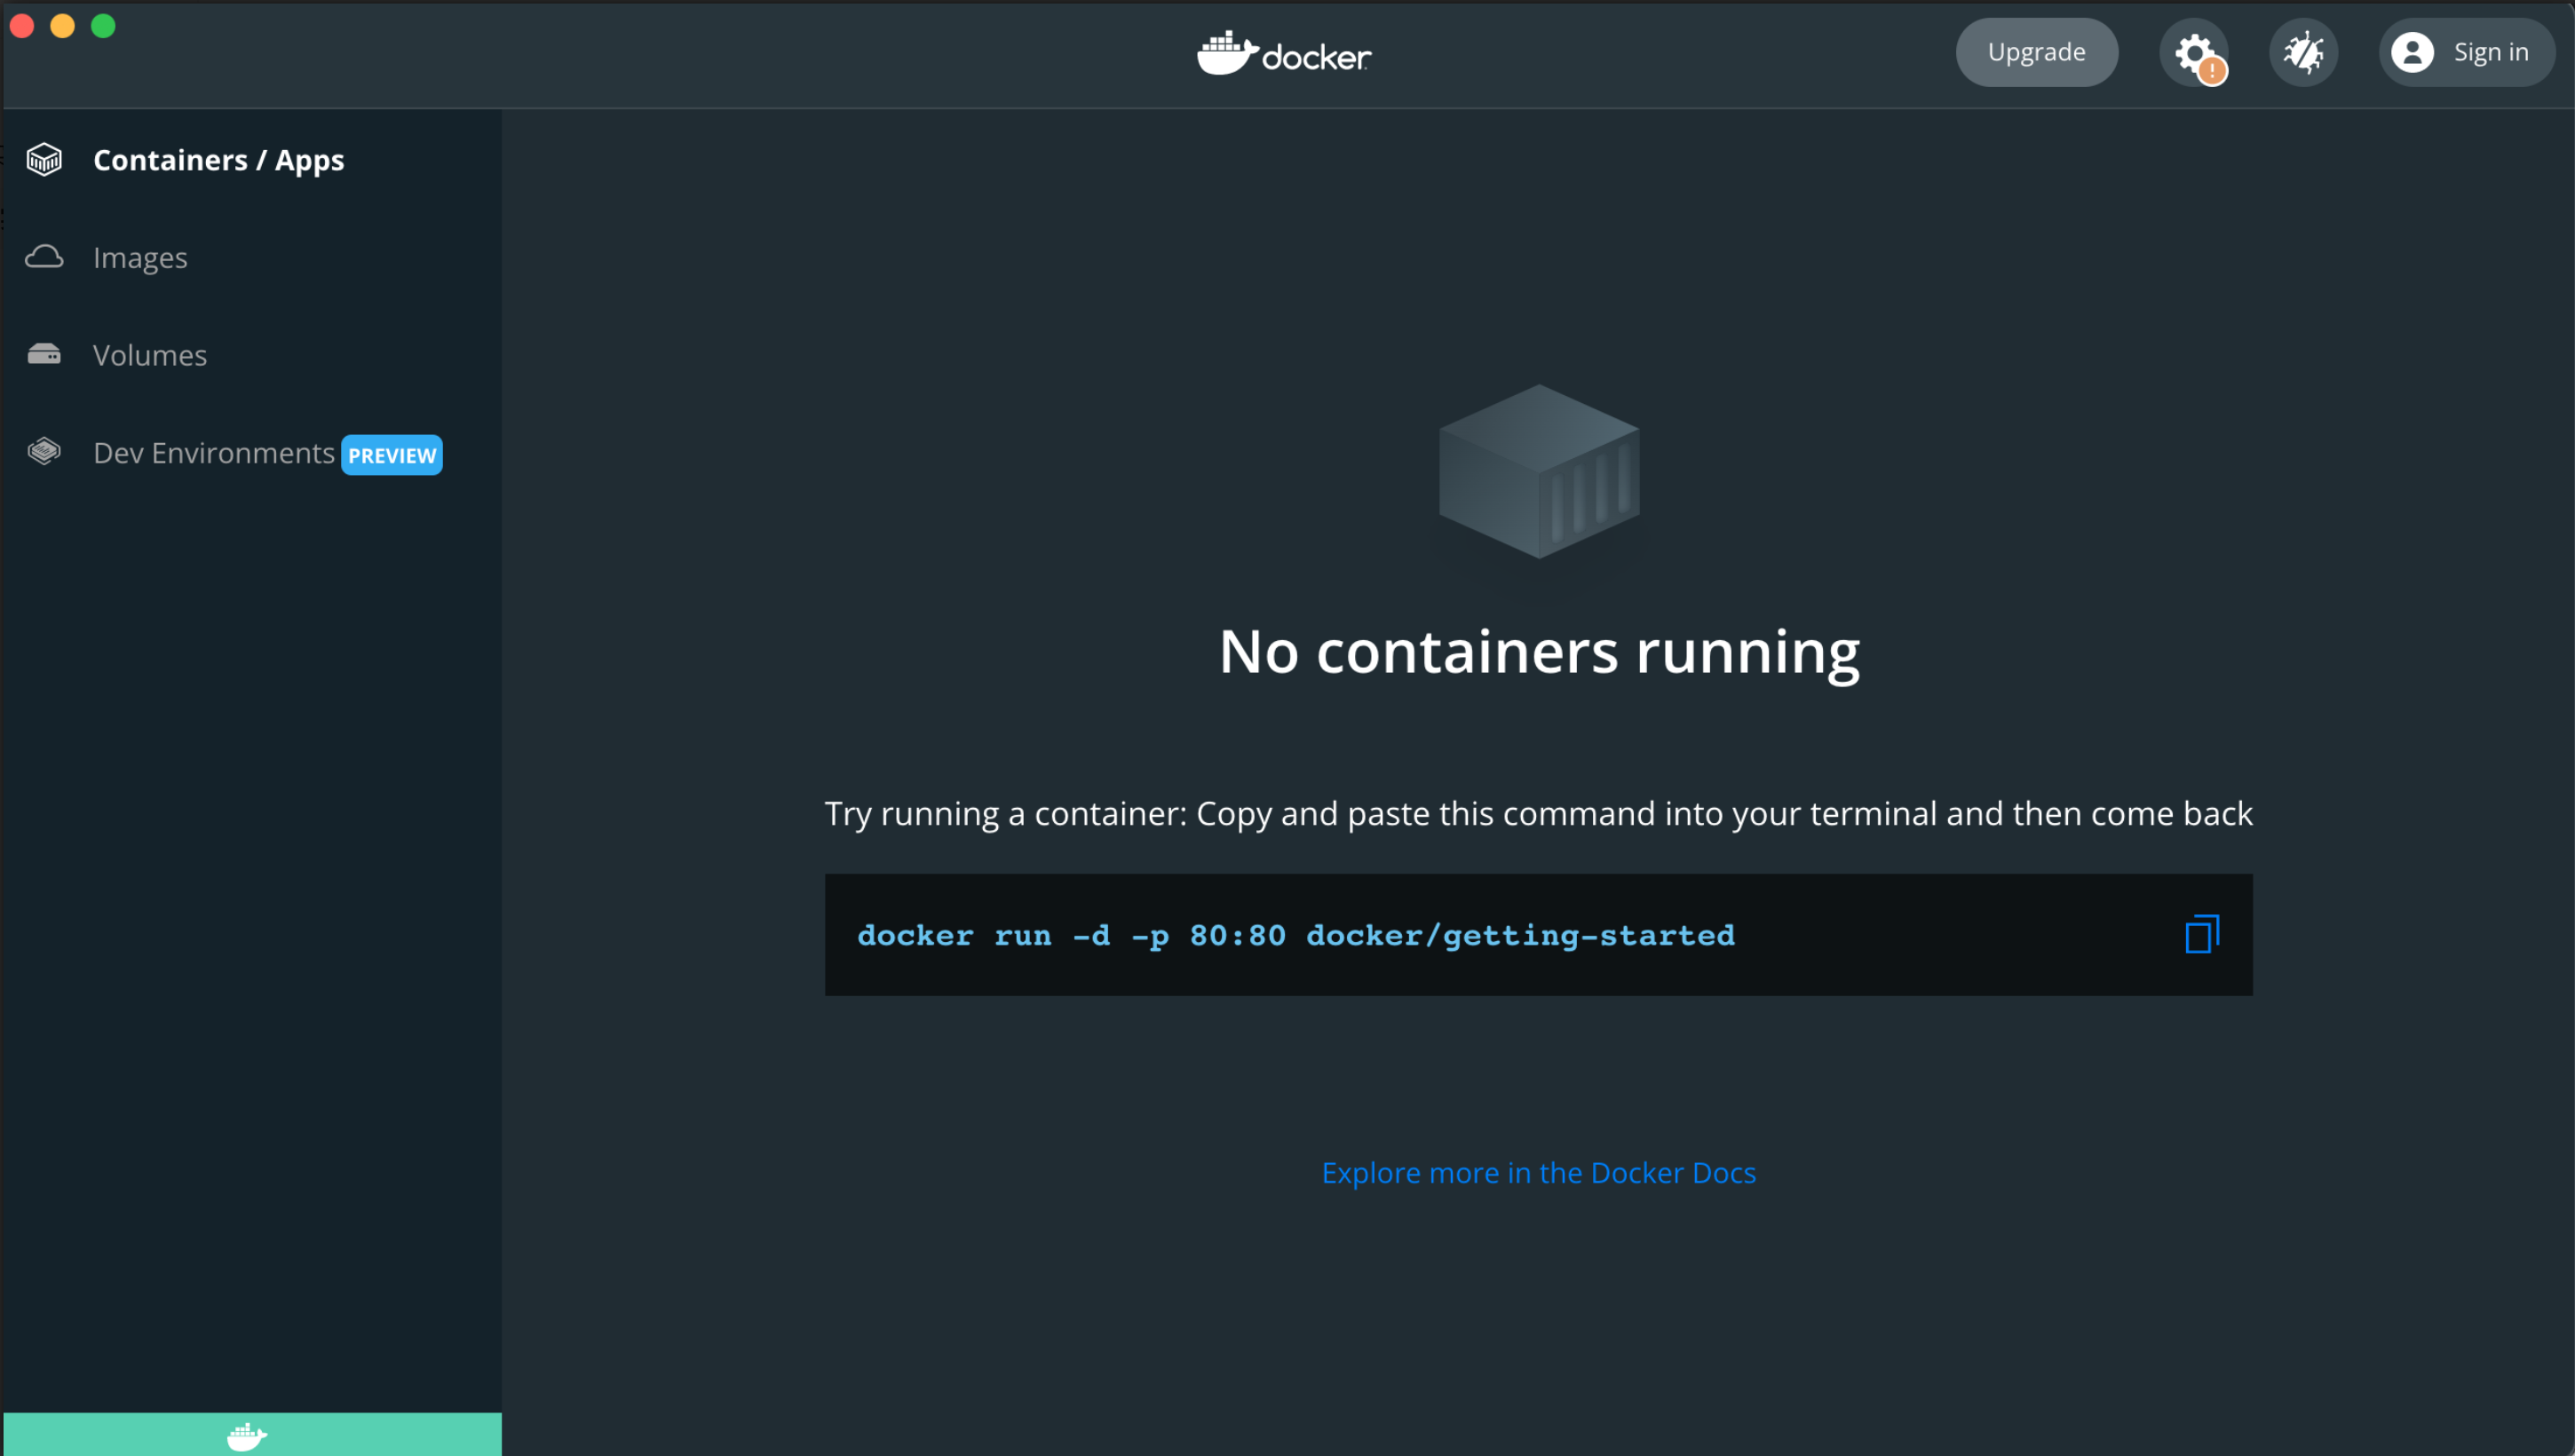 docker
Upgrade
!
Sign in
Containers / Apps
Images
Volumes
Dev Environments PREVIEW
No containers running
Try running a container: Copy and paste this command into your terminal and then come back
docker run -d -p 80:80 docker/getting-started
Explore more in the Docker Docs